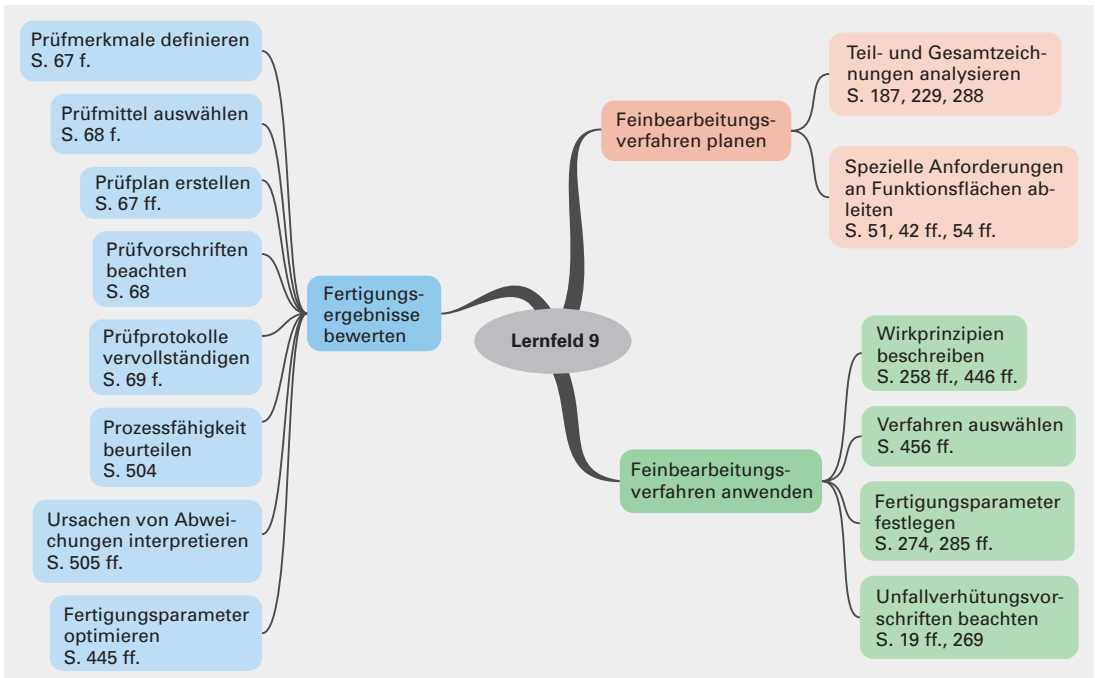 Prüfmerkmale definieren
S. 67 f.
Prüfmittel auswählen
S. 68 f.
Prüfplan erstellen
S. 67 ff.
Prüfvorschriften
beachten
S. 68
Prüfprotokolle
vervollständigen
S. 69 f.
Prozessfähigkeit
beurteilen
S. 504
Ursachen von Abwei-
chungen interpretieren
S. 505 ff.
Fertigungsparameter
optimieren
S. 445 ff.
Fertigungs-
ergebnisse
bewerten
Lernfeld 9
Feinbearbeitungs-
verfahren planen
Teil- und Gesamtzeich-
nungen analysieren
S. 187, 229, 288
Spezielle Anforderungen
an Funktionsflächen ab-
leiten
S. 51, 42 ff., 54 ff.
Feinbearbeitungs-
verfahren anwenden
Wirkprinzipien
beschreiben
S. 258 ff., 446 ff.
Verfahren auswählen
S. 456 ff.
Fertigungsparameter
festlegen
S. 274, 285 ff.
Unfallverhütungsvor-
schriften beachten
S. 19 ff., 269